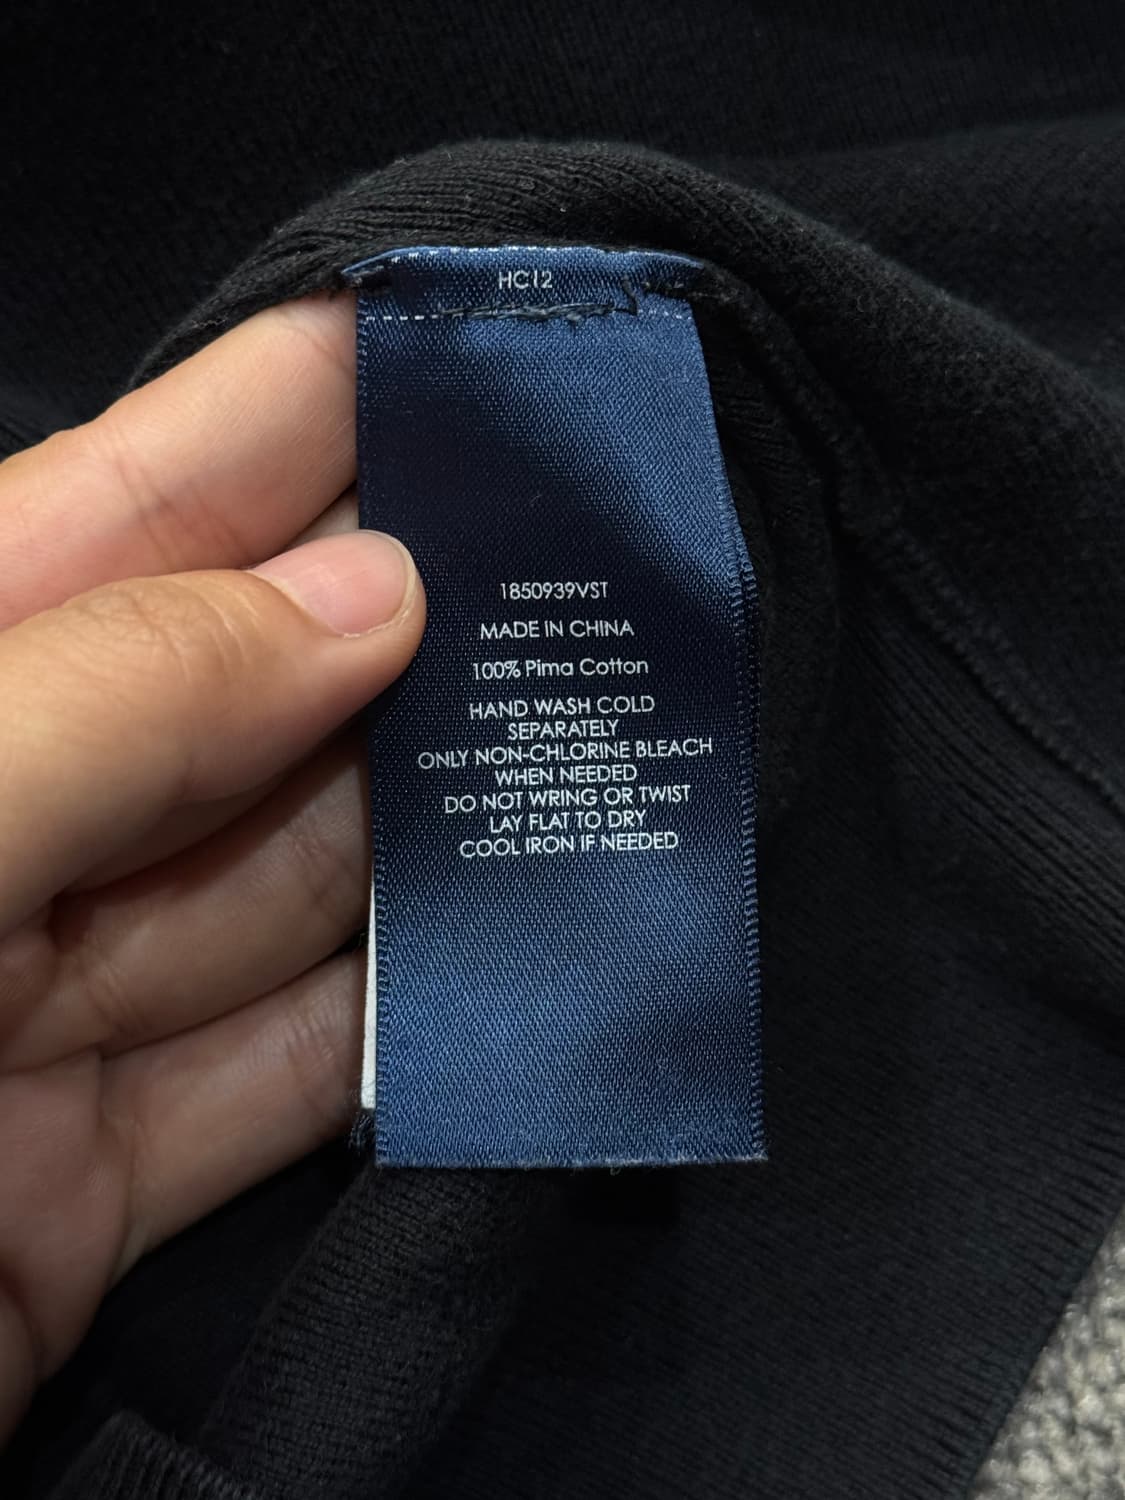 HC12
1850939VST
MADE IN CHINA
100% Pima Cotton
HAND WASH COLD
SEPARATELY
ONLY NON-CHLORINE BLEACH
WHEN NEEDED
DO NOT WRING OR TWIST
LAY FLAT TO DRY
COOL IRON IF NEEDED